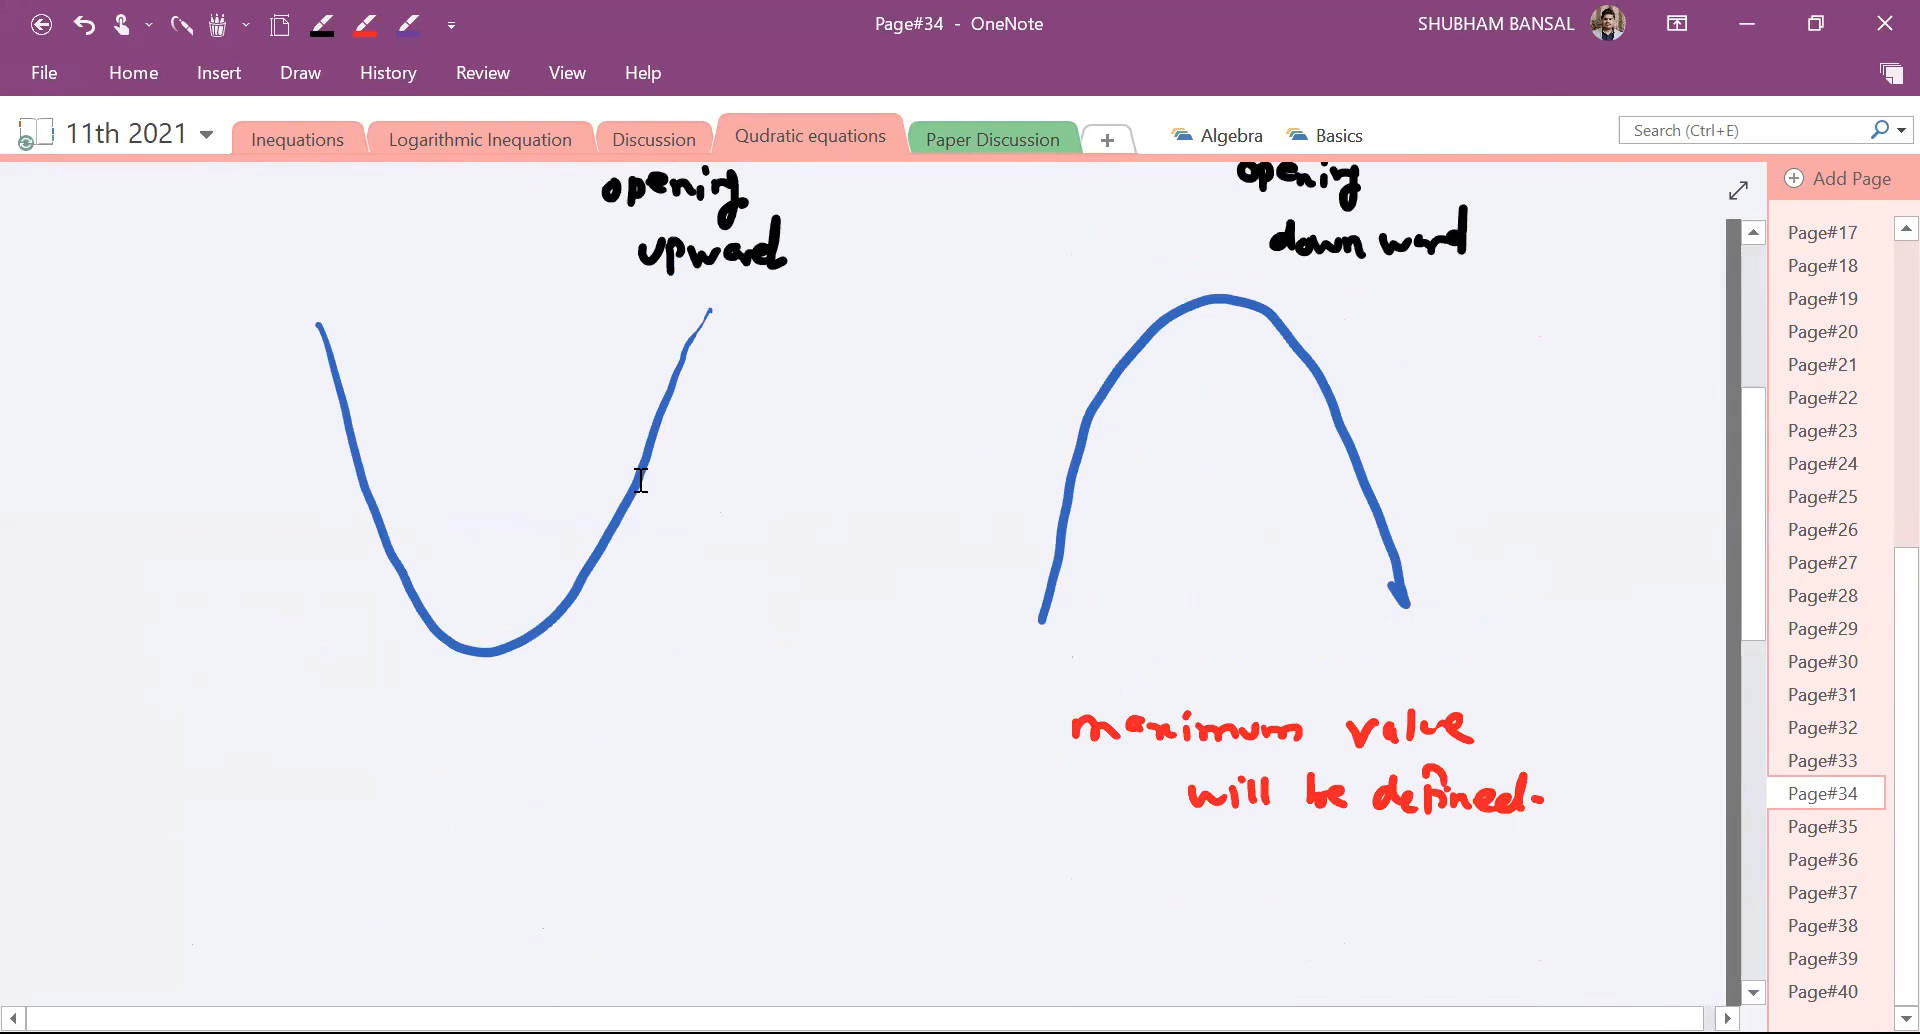 Page#34 - OneNote
SHUBHAM BANSAL
File Home Insert Draw History Review View Help
11th 2021
Inequations
Logarithmic Inequation
Discussion
Qudratic equations
Paper Discussion
Algebra
Basics
Search (Ctrl+E)
opening
upward
opening
down ward
maximum value
will be defined.
Add Page
Page#17
Page#18
Page#19
Page#20
Page#21
Page#22
Page#23
Page#24
Page#25
Page#26
Page#27
Page#28
Page#29
Page#30
Page#31
Page#32
Page#33
Page#34
Page#35
Page#36
Page#37
Page#38
Page#39
Page#40